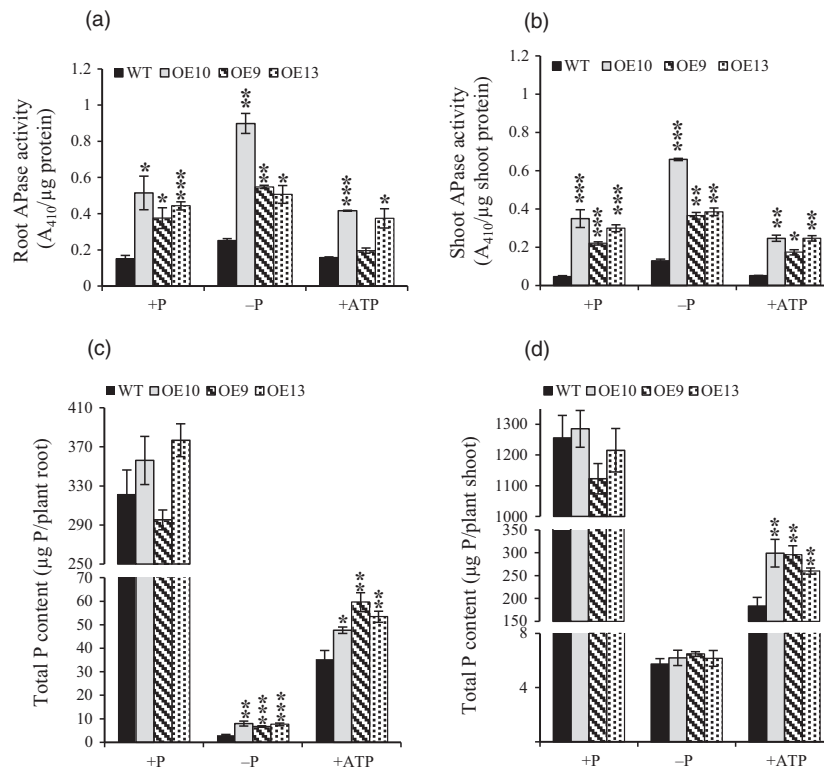 (a)
WT OE10 OE9 OE13
Root APase activity
(A410/µg protein)
1.2
1
0.8
0.6
0.4
0.2
0
* * ***
** ** *
*** *
+P –P +ATP
(b)
WT OE10 OE9 OE13
Shoot APase activity
(A410/µg shoot protein)
1.2
1.0
0.8
0.6
0.4
0.2
0
*** *** ***
*** ** **
** * **
+P –P +ATP
(c)
WT OE10 OE9 OE13
Total P content (µg P/plant root)
410
370
330
290
250
70
60
50
40
30
20
10
0
** *** ***
* ** **
+P –P +ATP
(d)
WT OE10 OE9 OE13
Total P content (µg P/plant shoot)
1300
1200
1100
1000
350
300
250
200
150
8
4
** ** **
+P –P +ATP